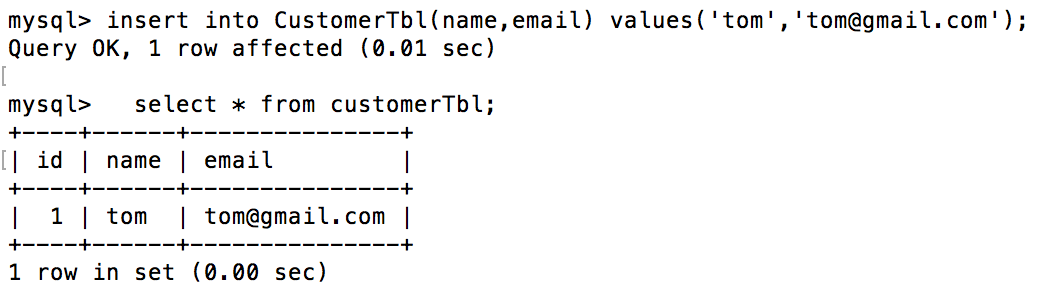 mysql> insert into CustomerTbl(name,email) values('tom','tom@gmail.com');
Query OK, 1 row affected (0.01 sec)
[
mysql>   select * from customerTbl;
+----+------+---------------+
[| id | name | email         |
+----+------+---------------+
|  1 | tom  | tom@gmail.com |
+----+------+---------------+
1 row in set (0.00 sec)